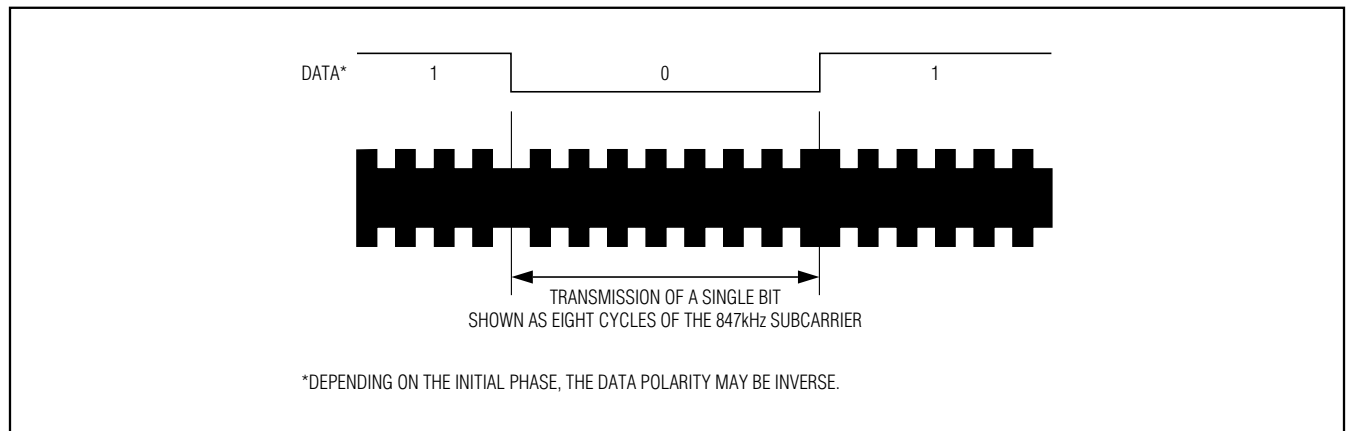 DATA* 1 0 1
TRANSMISSION OF A SINGLE BIT
SHOWN AS EIGHT CYCLES OF THE 847kHz SUBCARRIER
*DEPENDING ON THE INITIAL PHASE, THE DATA POLARITY MAY BE INVERSE.